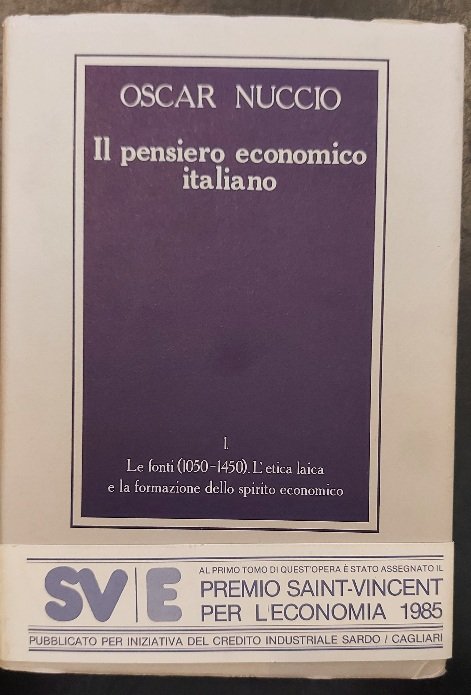 OSCAR NUCCIO
Il pensiero economico
italiano
1.
Le fonti (1050-1450). L'etica laica
e la formazione dello spirito economico
SV|E
AL PRIMO TOMO DI QUEST'OPERA È STATO ASSEGNATO IL
PREMIO SAINT-VINCENT
PER L'ECONOMIA 1985
PUBBLICATO PER INIZIATIVA DEL CREDITO INDUSTRIALE SARDO / CAGLIARI